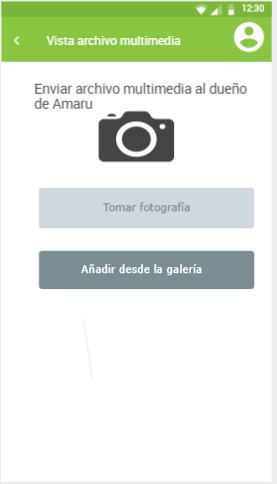 12:30
Vista archivo multimedia
Enviar archivo multimedia al dueño
de Amaru
Tomar fotografía
Añadir desde la galería